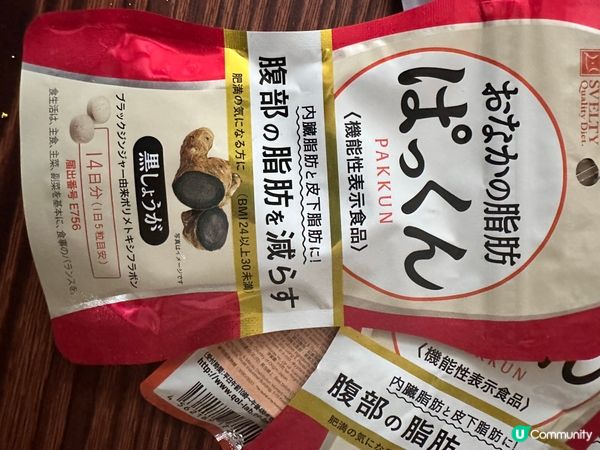 SVELTY
Quality Diet.
おなかの脂肪
ぱっくん
PAKKUN
〈機能性表示食品〉
内臓脂肪と皮下脂肪に!
腹部の脂肪を減らす
肥満の気になる方に (BMI 24以上30未満)
写真はイメージです
黒しょうが
ブラックジンジャー由来ポリメトキシフラボン
14日分(1日5粒目安)
届出番号 E756
食生活は、主食、主菜、副菜を基本に、食事のバランスを。
ん
KKUN
〈機能性表示食品〉
内臓脂肪と皮下脂肪に!
腹部の脂肪
肥満の気にな
U Community